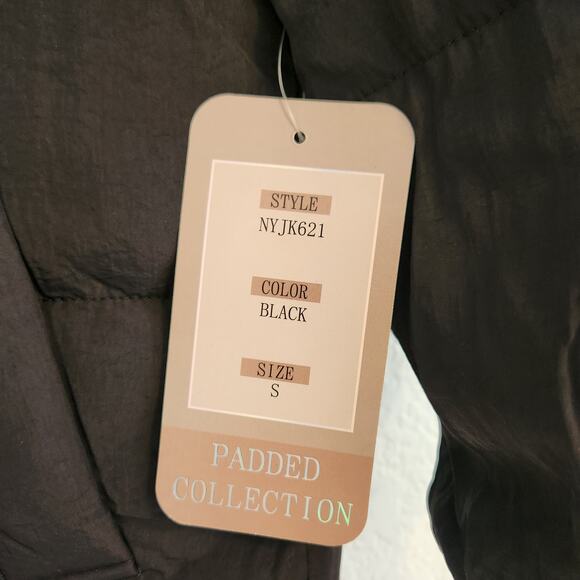 STYLE
NYJK621
COLOR
BLACK
SIZE
S
PADDED
COLLECTION